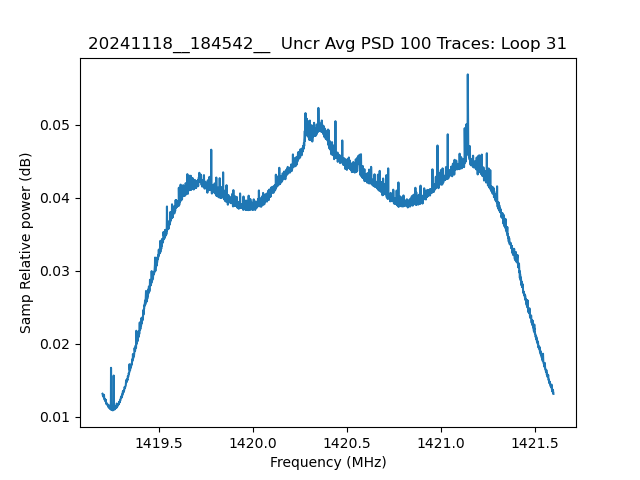 20241118__184542__  Uncr Avg PSD 100 Traces: Loop 31
Samp Relative power (dB)
0.05
0.04
0.03
0.02
0.01
1419.5 1420.0 1420.5 1421.0 1421.5
Frequency (MHz)